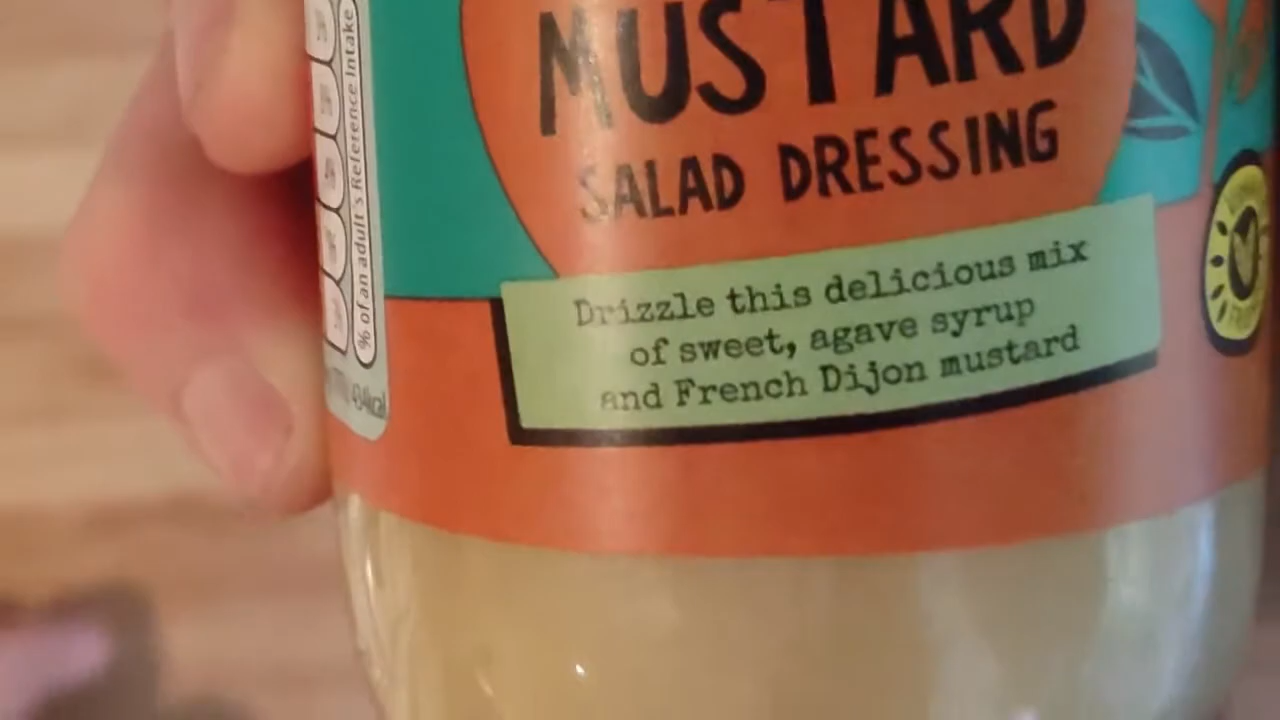 MUSTARD
SALAD DRESSING
Drizzle this delicious mix
of sweet, agave syrup
and French Dijon mustard
% of an adult's Reference Intake